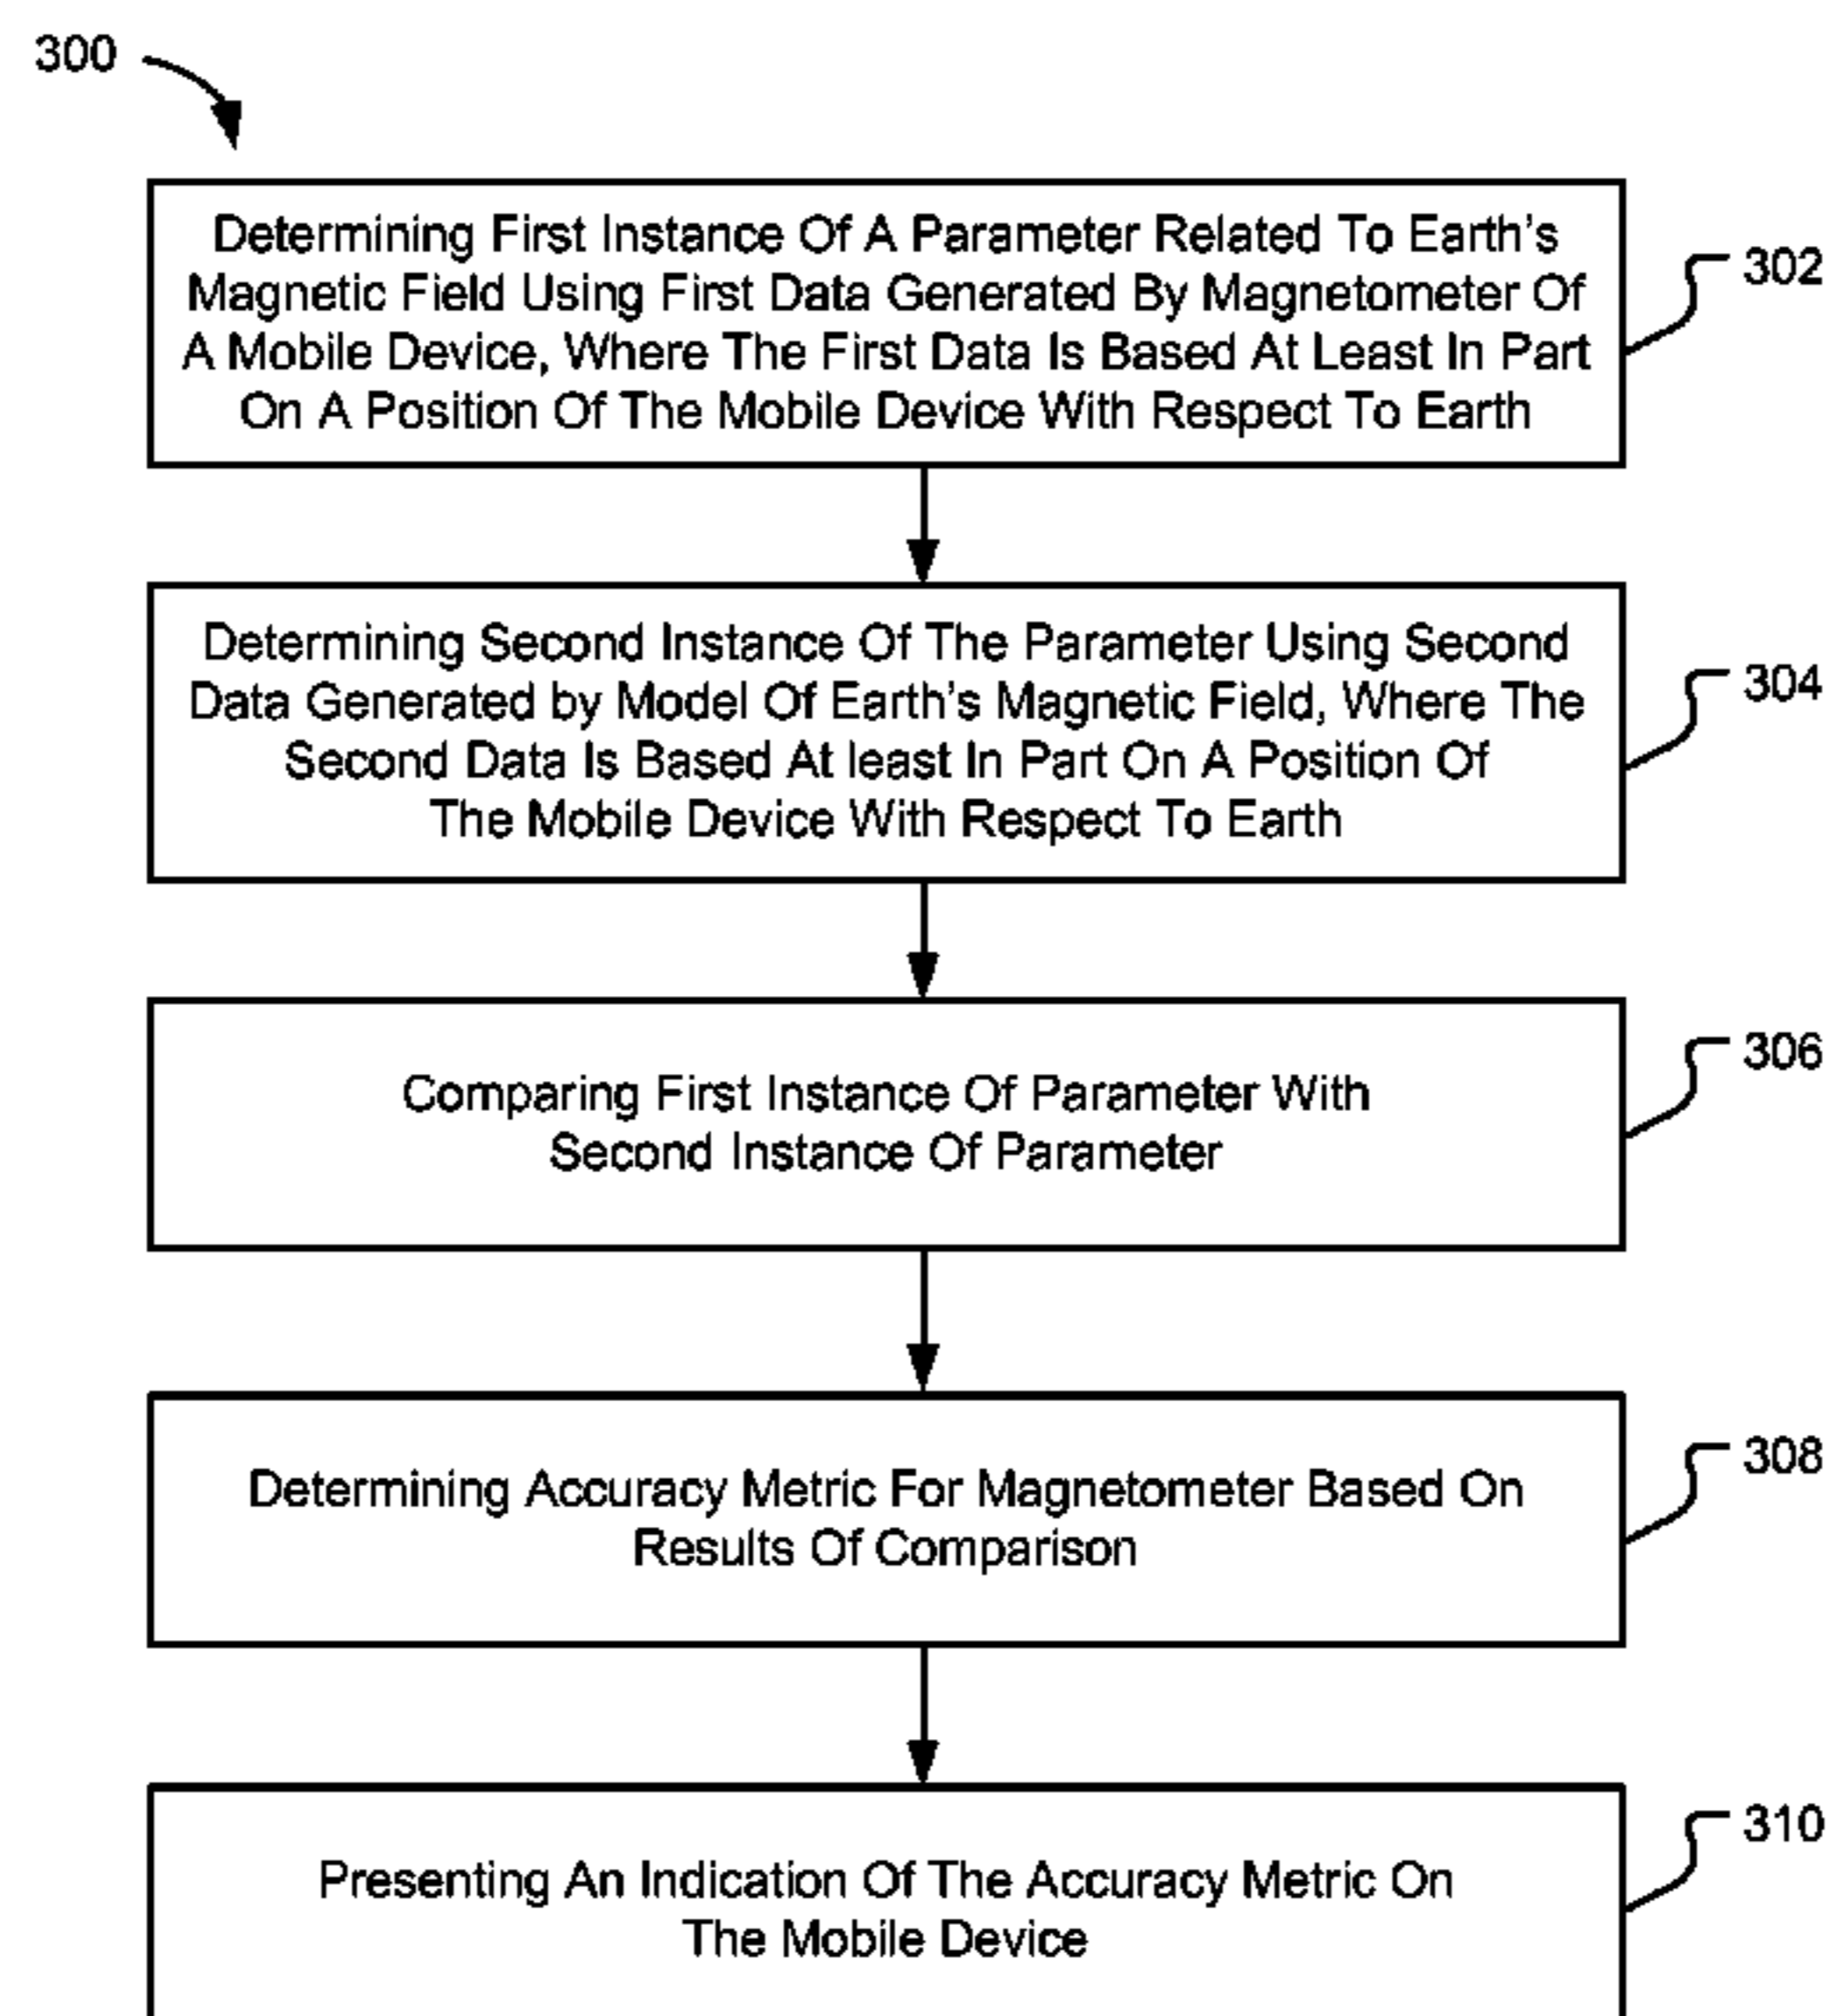 300
Determining First Instance Of A Parameter Related To Earth's
Magnetic Field Using First Data Generated By Magnetometer Of
A Mobile Device, Where The First Data Is Based At Least In Part
On A Position Of The Mobile Device With Respect To Earth
302
Determining Second Instance Of The Parameter Using Second
Data Generated by Model Of Earth's Magnetic Field, Where The
Second Data Is Based At least In Part On A Position Of
The Mobile Device With Respect To Earth
304
Comparing First Instance Of Parameter With
Second Instance Of Parameter
306
Determining Accuracy Metric For Magnetometer Based On
Results Of Comparison
308
Presenting An Indication Of The Accuracy Metric On
The Mobile Device
310